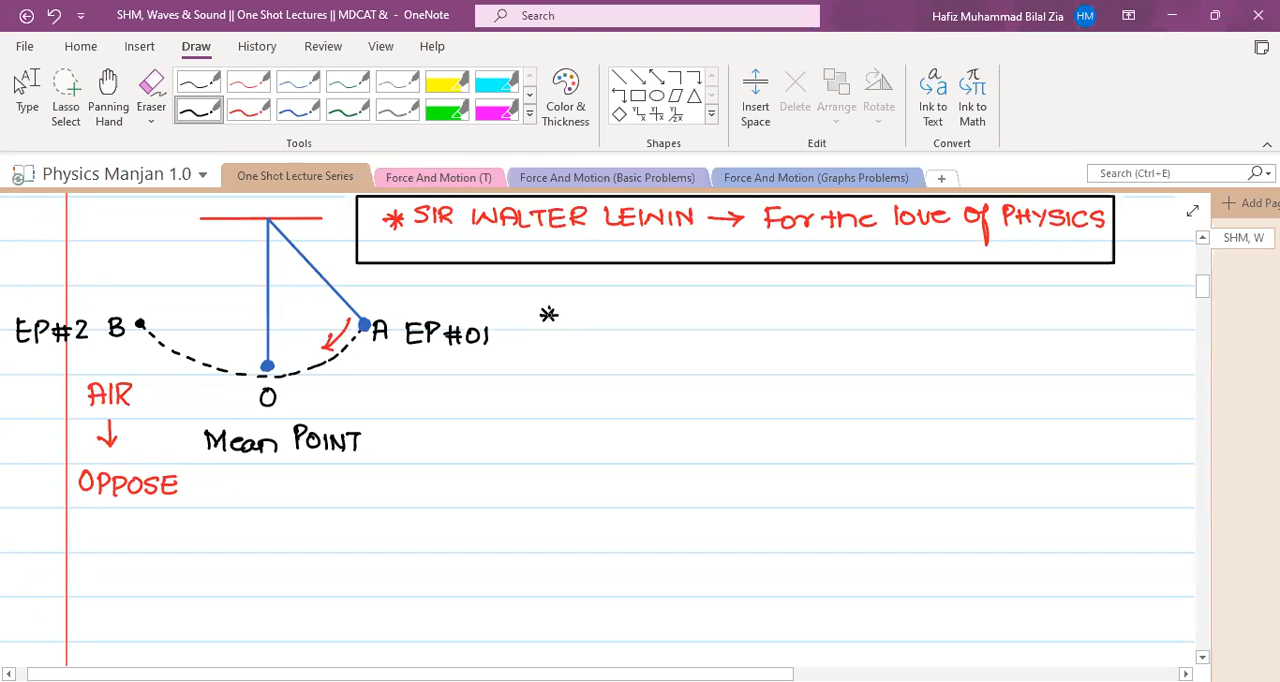 SHM, Waves & Sound || One Shot Lectures || MDCAT & - OneNote
Search
Hafiz Muhammad Bilal Zia HM
File Home Insert Draw History Review View Help
Type Lasso Select Panning Hand Eraser
Color & Thickness
Insert Space Delete Arrange Rotate
Ink to Text Ink to Math
Tools Shapes Edit Convert
Physics Manjan 1.0 One Shot Lecture Series Force And Motion (T) Force And Motion (Basic Problems) Force And Motion (Graphs Problems) Search (Ctrl+E)
Add Pag
SHM, W
* SIR WALTER LEWIN → For the love of PHYSICS
EP#2 B A EP#01 *
O
AIR
↓
Mean POINT
OPPOSE